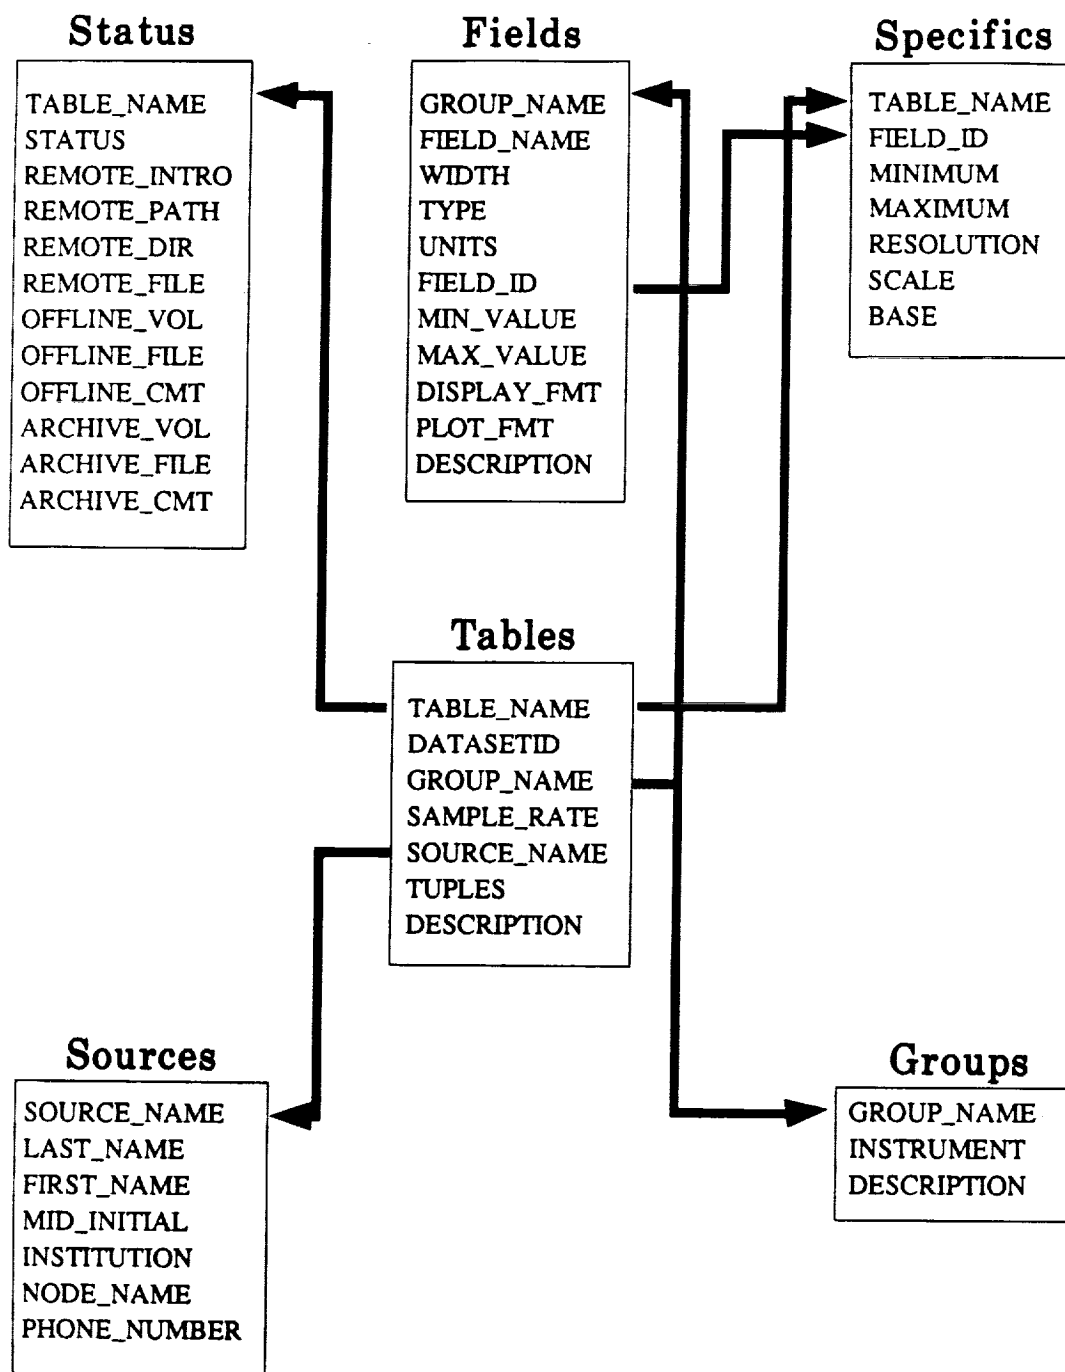 Status
TABLE_NAME
STATUS
REMOTE_INTRO
REMOTE_PATH
REMOTE_DIR
REMOTE_FILE
OFFLINE_VOL
OFFLINE_FILE
OFFLINE_CMT
ARCHIVE_VOL
ARCHIVE_FILE
ARCHIVE_CMT
Fields
GROUP_NAME
FIELD_NAME
WIDTH
TYPE
UNITS
FIELD_ID
MIN_VALUE
MAX_VALUE
DISPLAY_FMT
PLOT_FMT
DESCRIPTION
Specifics
TABLE_NAME
FIELD_ID
MINIMUM
MAXIMUM
RESOLUTION
SCALE
BASE
Tables
TABLE_NAME
DATASETID
GROUP_NAME
SAMPLE_RATE
SOURCE_NAME
TUPLES
DESCRIPTION
Sources
SOURCE_NAME
LAST_NAME
FIRST_NAME
MID_INITIAL
INSTITUTION
NODE_NAME
PHONE_NUMBER
Groups
GROUP_NAME
INSTRUMENT
DESCRIPTION